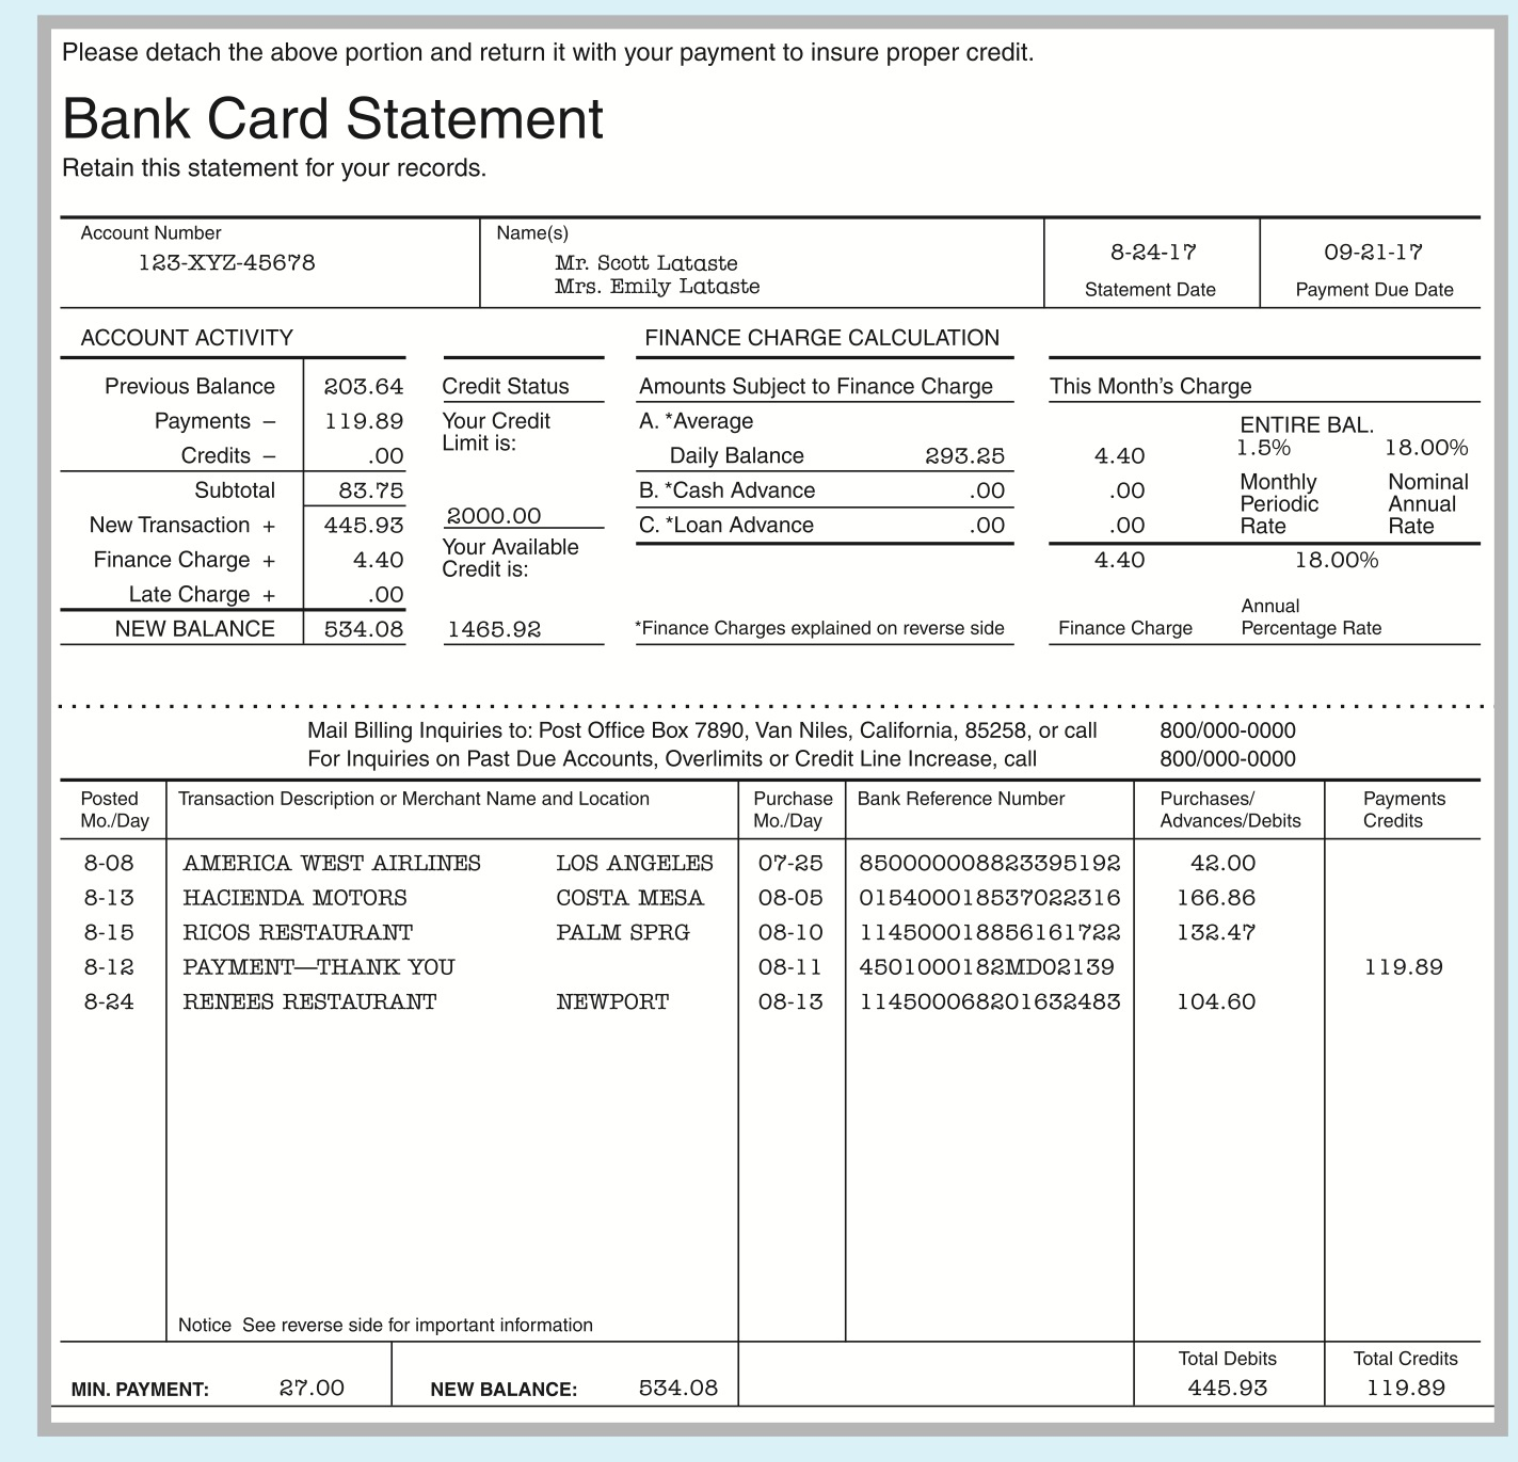 Please detach the above portion and return it with your payment to insure proper credit.
Bank Card Statement
Retain this statement for your records.
Account Number
123-XYZ-45678
Name(s)
Mr. Scott Lataste
Mrs. Emily Lataste
8-24-17
Statement Date
09-21-17
Payment Due Date
ACCOUNT ACTIVITY
Previous Balance 203.64
Payments – 119.89
Credits – .00
Subtotal 83.75
New Transaction + 445.93
Finance Charge + 4.40
Late Charge + .00
NEW BALANCE 534.08
Credit Status
Your Credit
Limit is:
2000.00
Your Available
Credit is:
1465.92
FINANCE CHARGE CALCULATION
Amounts Subject to Finance Charge
A. *Average
Daily Balance 293.25
B. *Cash Advance .00
C. *Loan Advance .00
*Finance Charges explained on reverse side
This Month's Charge
4.40
.00
.00
4.40
Finance Charge
ENTIRE BAL.
1.5% 18.00%
Monthly Nominal
Periodic Annual
Rate Rate
18.00%
Annual
Percentage Rate
Mail Billing Inquiries to: Post Office Box 7890, Van Niles, California, 85258, or call 800/000-0000
For Inquiries on Past Due Accounts, Overlimits or Credit Line Increase, call 800/000-0000
Posted Transaction Description or Merchant Name and Location Purchase Bank Reference Number Purchases/ Payments
Mo./Day Mo./Day Advances/Debits Credits
8-08 AMERICA WEST AIRLINES LOS ANGELES 07-25 850000008823395192 42.00
8-13 HACIENDA MOTORS COSTA MESA 08-05 015400018537022316 166.86
8-15 RICOS RESTAURANT PALM SPRG 08-10 114500018856161722 132.47
8-12 PAYMENT—THANK YOU 08-11 4501000182MD02139 119.89
8-24 RENEES RESTAURANT NEWPORT 08-13 114500068201632483 104.60
Notice See reverse side for important information
Total Debits Total Credits
MIN. PAYMENT: 27.00 NEW BALANCE: 534.08 445.93 119.89